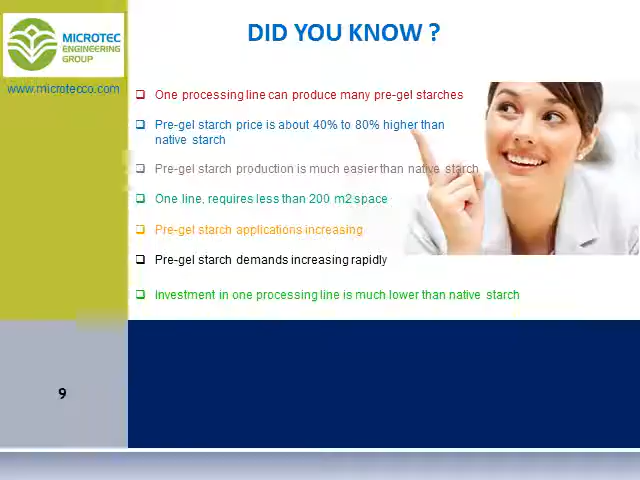 DID YOU KNOW ?
MICROTEC
ENGINEERING
GROUP
www.microtecco.com
One processing line can produce many pre-gel starches
Pre-gel starch price is about 40% to 80% higher than
native starch
Pre-gel starch production is much easier than native starch
One line, requires less than 200 m2 space
Pre-gel starch applications increasing
Pre-gel starch demands increasing rapidly
Investment in one processing line is much lower than native starch
9